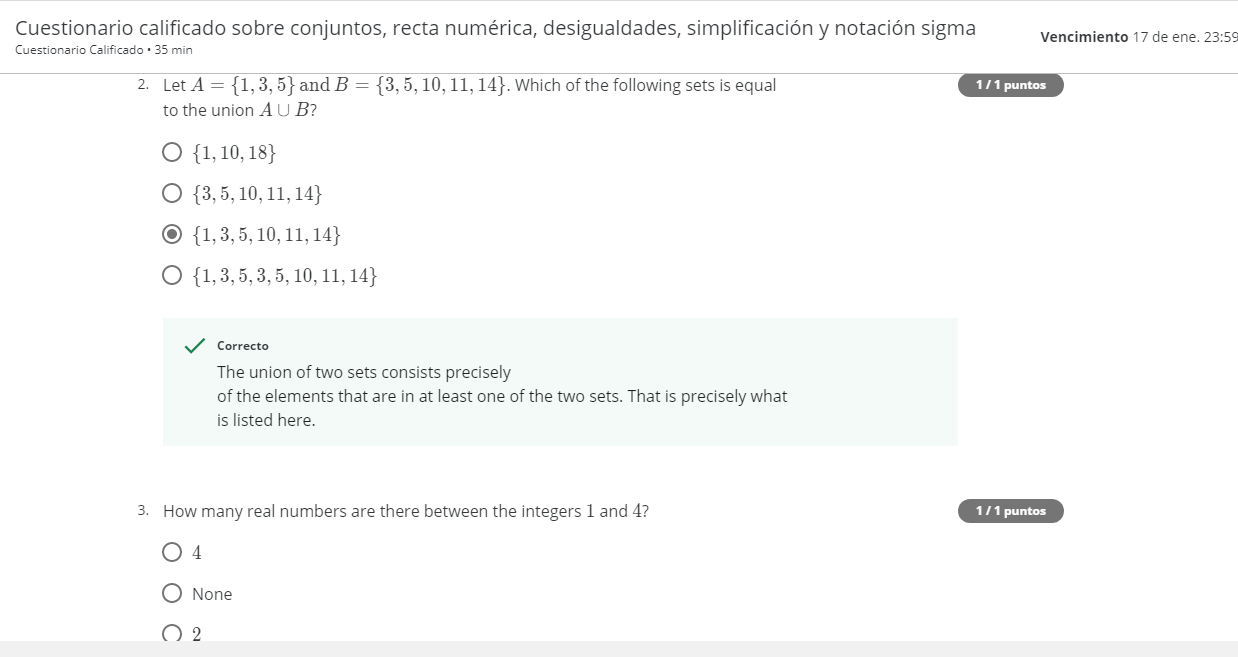 Cuestionario calificado sobre conjuntos, recta numérica, desigualdades, simplificación y notación sigma
Cuestionario Calificado • 35 min
Vencimiento 17 de ene. 23:59
2. Let A = {1, 3, 5} and B = {3, 5, 10, 11, 14}. Which of the following sets is equal
to the union A ∪ B?
1 / 1 puntos
{1, 10, 18}
{3, 5, 10, 11, 14}
{1, 3, 5, 10, 11, 14}
{1, 3, 5, 3, 5, 10, 11, 14}
Correcto
The union of two sets consists precisely
of the elements that are in at least one of the two sets. That is precisely what
is listed here.
3. How many real numbers are there between the integers 1 and 4?
1 / 1 puntos
4
None
2